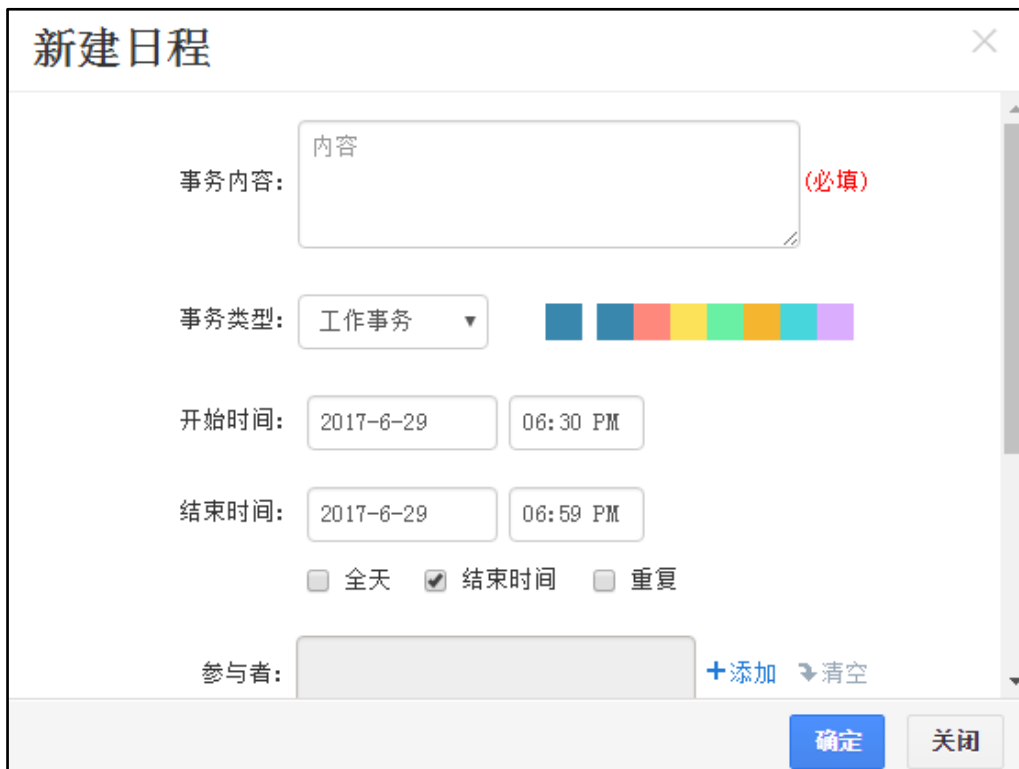 新建日程
内容
事务内容: (必填)
事务类型: 工作事务
开始时间: 2017-6-29 06:30 PM
结束时间: 2017-6-29 06:59 PM
全天 结束时间 重复
参与者: +添加 清空
确定 关闭